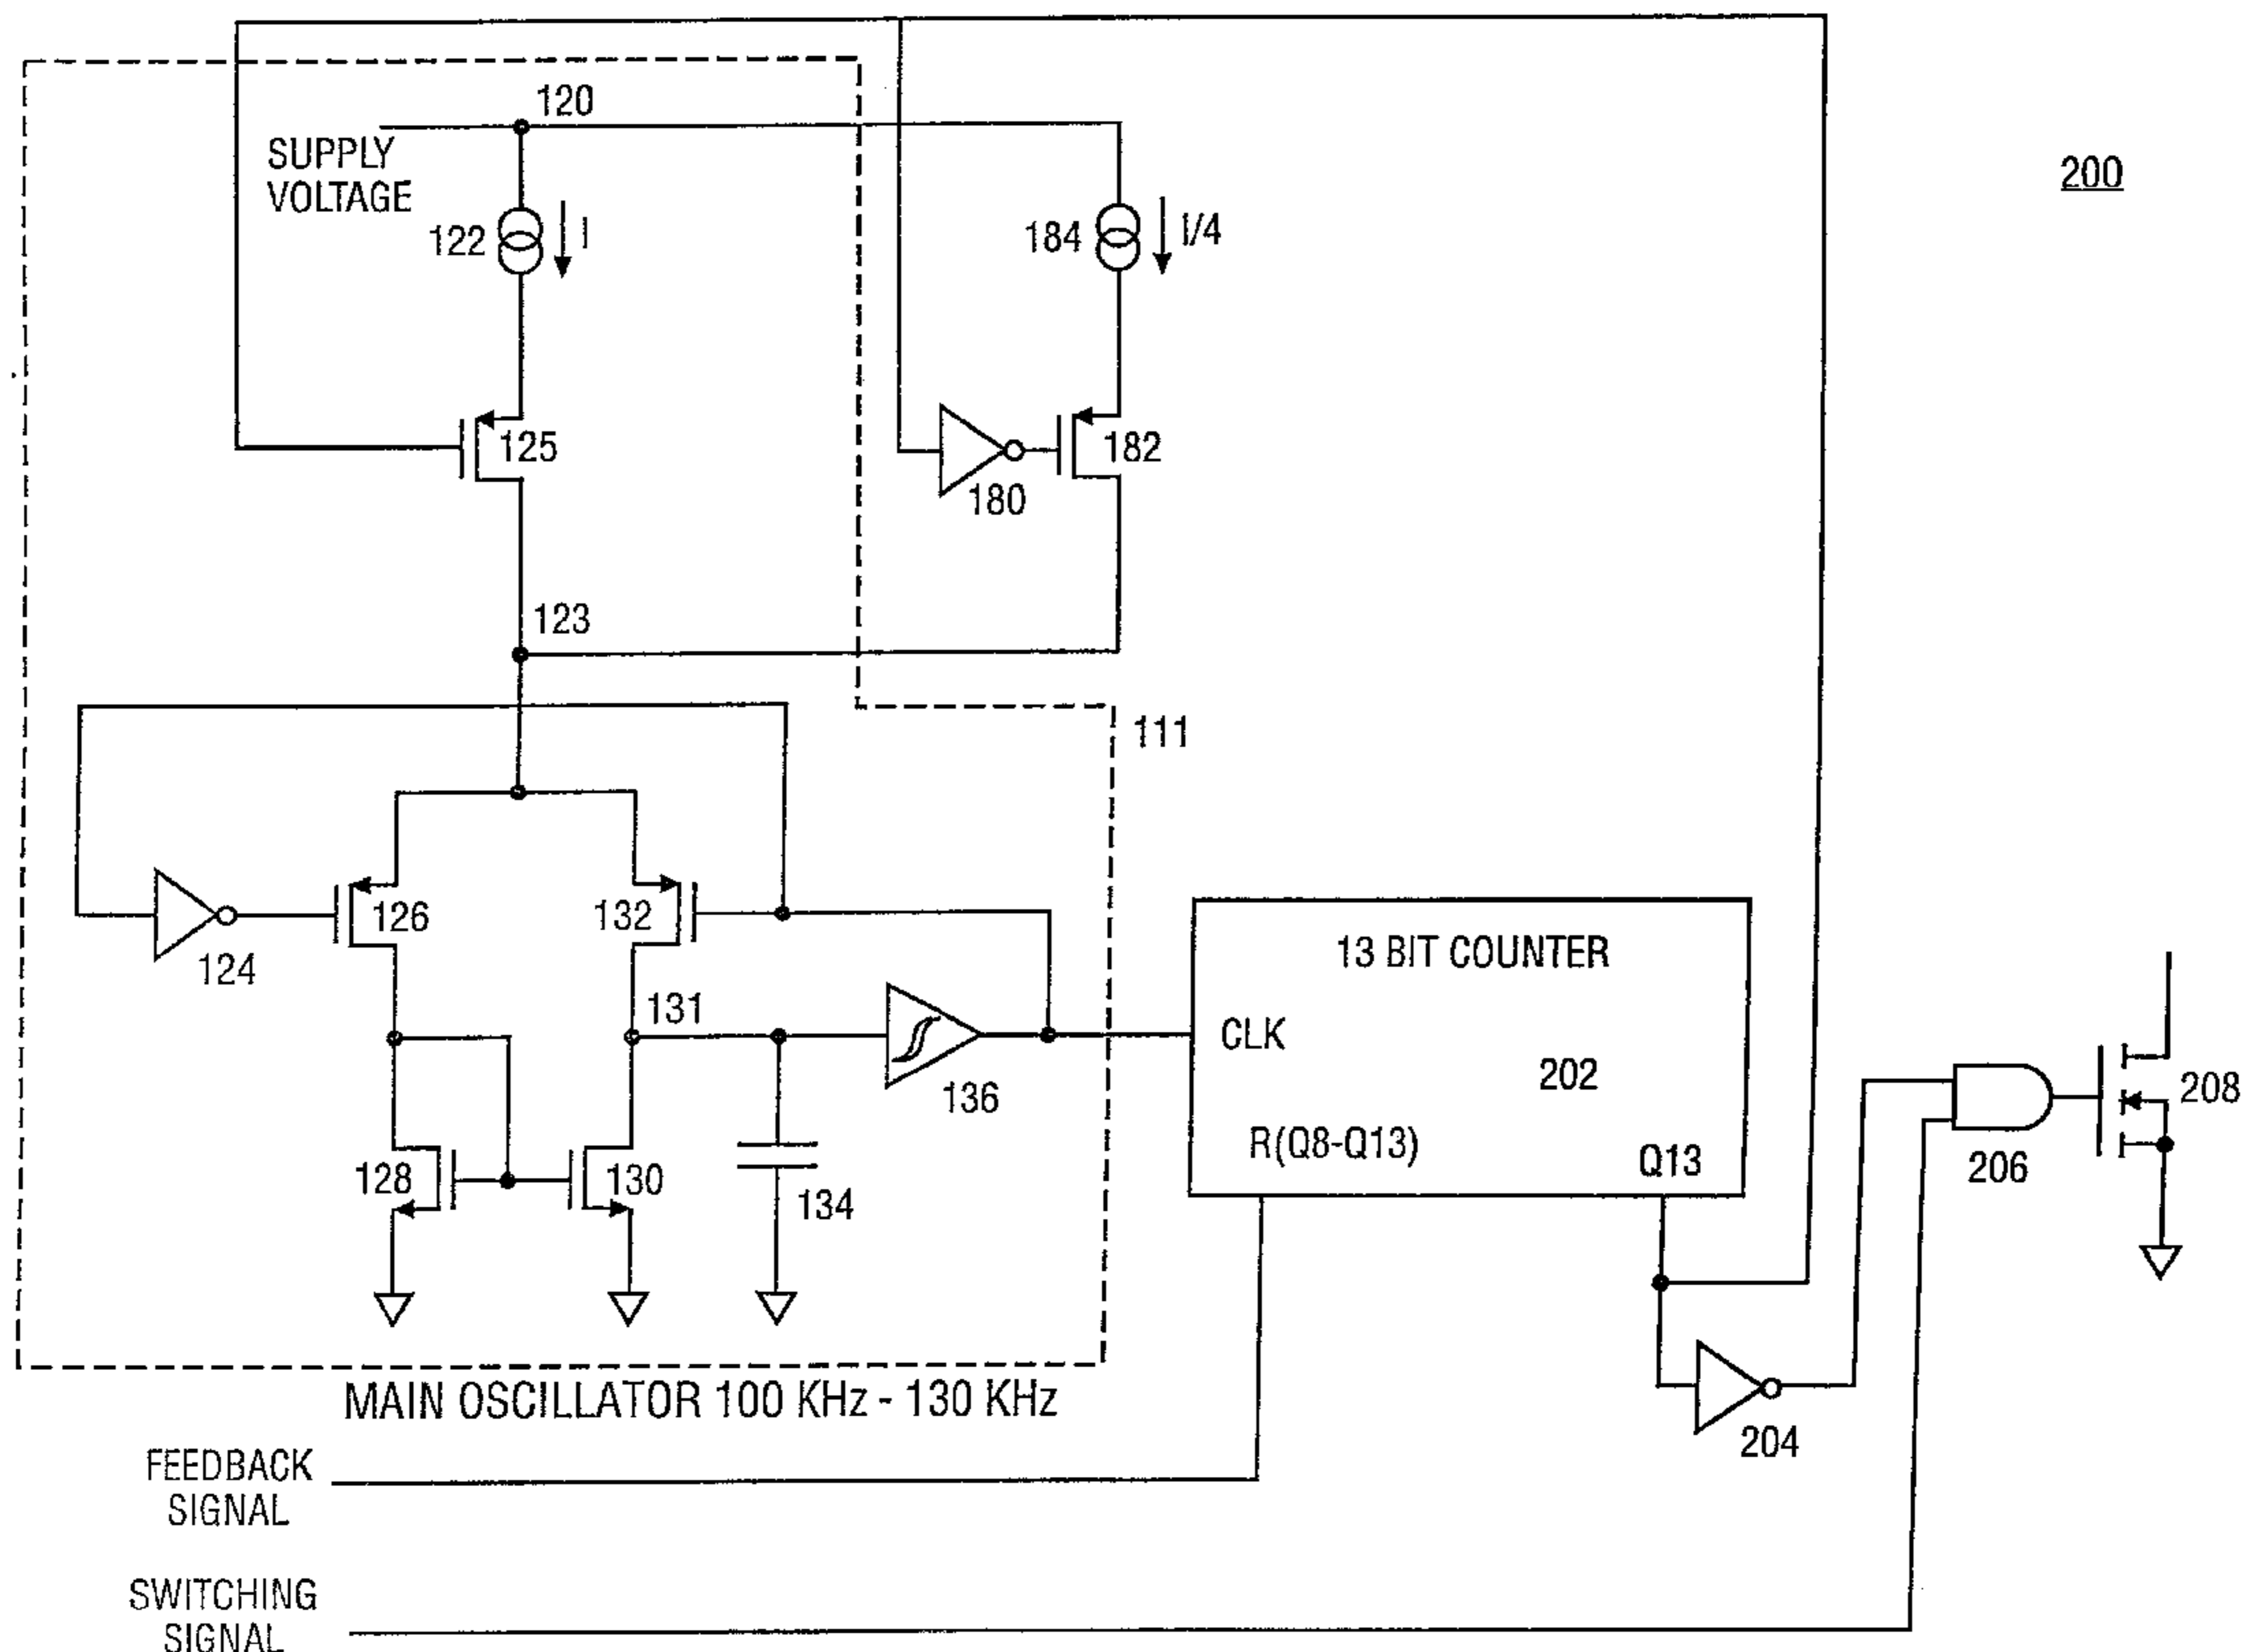 120
SUPPLY
VOLTAGE
200
122
I
184
I/4
125
182
180
123
111
126
132
124
13 BIT COUNTER
131
CLK
202
136
208
R(Q8-Q13)
Q13
206
128
130
134
MAIN OSCILLATOR 100 KHz - 130 KHz
204
FEEDBACK
SIGNAL
SWITCHING
SIGNAL